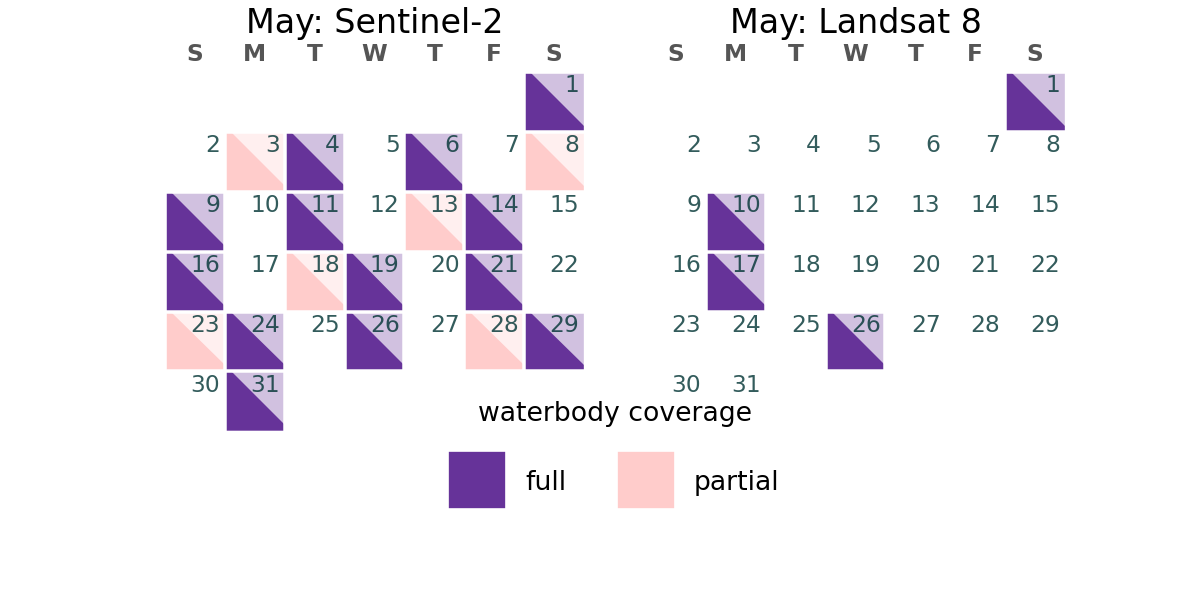 May: Sentinel-2
S M T W T F S
1
2 3 4 5 6 7 8
9 10 11 12 13 14 15
16 17 18 19 20 21 22
23 24 25 26 27 28 29
30 31
May: Landsat 8
S M T W T F S
1
2 3 4 5 6 7 8
9 10 11 12 13 14 15
16 17 18 19 20 21 22
23 24 25 26 27 28 29
30 31
waterbody coverage
full partial